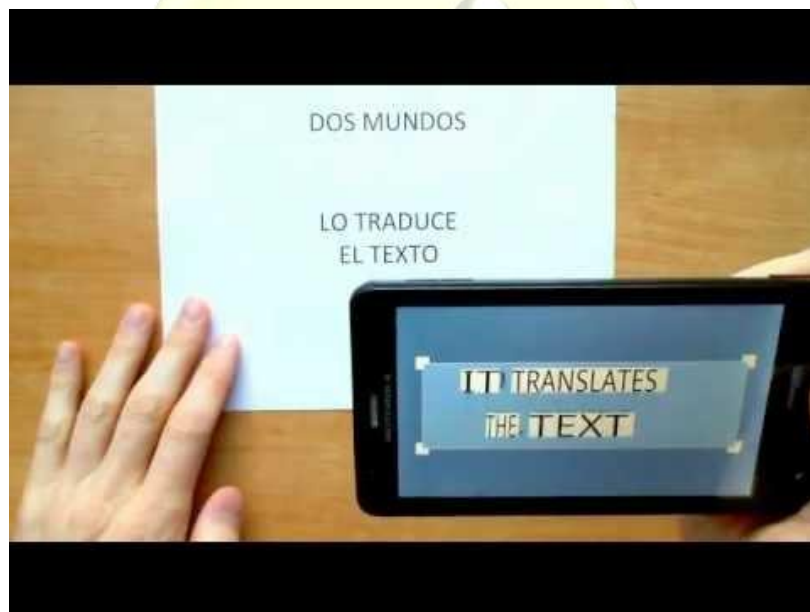 DOS MUNDOS
LO TRADUCE
EL TEXTO
IT TRANSLATES
THE TEXT